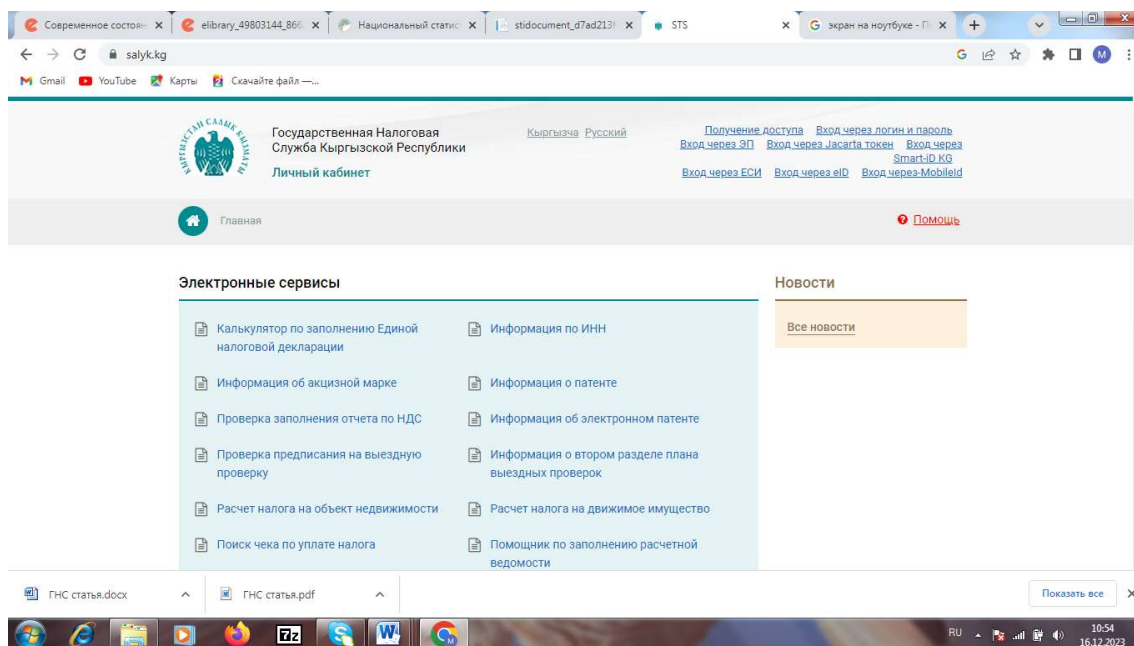 Современное состоян
elibrary_49803144_866
Национальный статис
stidocument_d7ad213f
STS
экран на ноутбуке - П
salyk.kg
Gmail
YouTube
Карты
Скачайте файл —...
КЫРГЫЗСТАН САЛЫК КЫЗМАТЫ
Государственная Налоговая
Служба Кыргызской Республики
Личный кабинет
Кыргызча Русский
Получение доступа Вход через логин и пароль
Вход через ЭП Вход через Jacarta токен Вход через
Smart-iD KG
Вход через ЕСИ Вход через eID Вход через-MobileId
Главная
Помощь
Электронные сервисы
Калькулятор по заполнению Единой
налоговой декларации
Информация по ИНН
Информация об акцизной марке
Информация о патенте
Проверка заполнения отчета по НДС
Информация об электронном патенте
Проверка предписания на выездную
проверку
Информация о втором разделе плана
выездных проверок
Расчет налога на объект недвижимости
Расчет налога на движимое имущество
Поиск чека по уплате налога
Помощник по заполнению расчетной
ведомости
Новости
Все новости
ГНС статья.docx
ГНС статья.pdf
Показать все
RU
10:54
16.12.2023